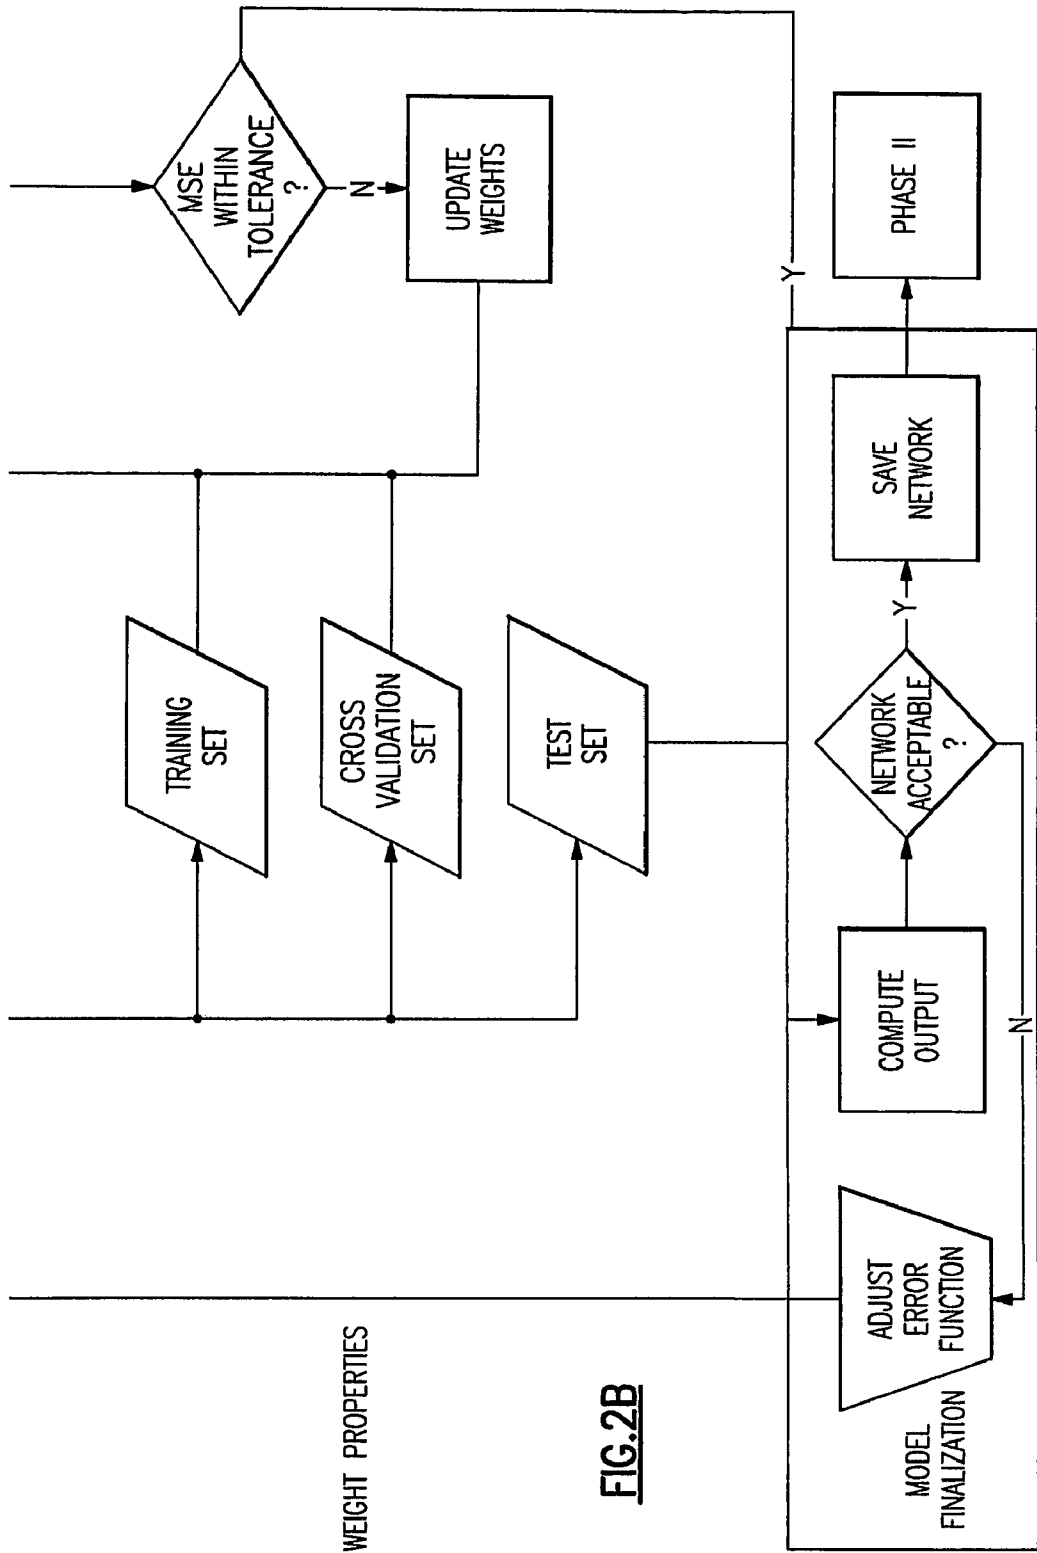 MSE
WITHIN
TOLERANCE
?
N
UPDATE
WEIGHTS
Y
TRAINING
SET
CROSS
VALIDATION
SET
TEST
SET
WEIGHT PROPERTIES
FIG.2B
MODEL
FINALIZATION
ADJUST
ERROR
FUNCTION
COMPUTE
OUTPUT
NETWORK
ACCEPTABLE
?
N
Y
SAVE
NETWORK
PHASE II